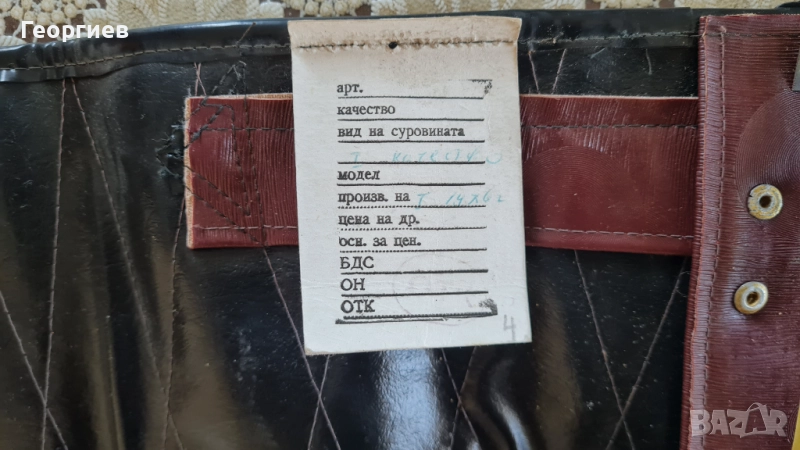 Георгиев
арт.
качество
вид на суровината
I
модел
произв. на
цена на др.
осн. за цен.
БДС
ОН
ОТК
4
BAZAR